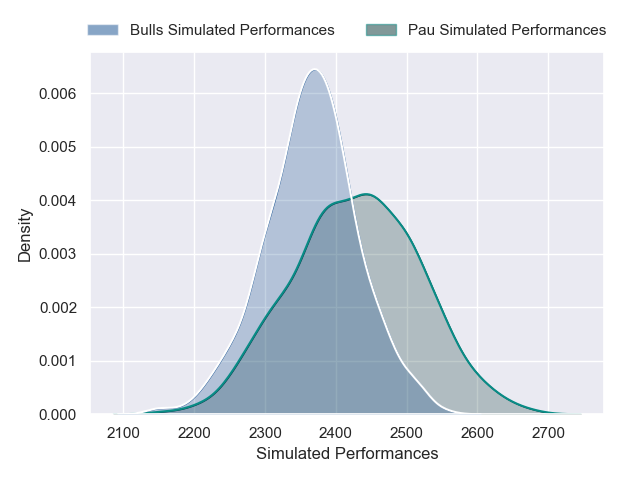 Bulls Simulated Performances
Pau Simulated Performances
0.006
0.005
0.004
0.003
0.002
0.001
0.000
Density
2100 2200 2300 2400 2500 2600 2700
Simulated Performances